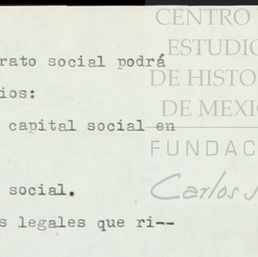 rato social podrá
ios:
capital social en
social.
s legales que ri--
CENTRO
ESTUDIO
DE HISTO
DE MEXIC
FUNDAC
Carlos